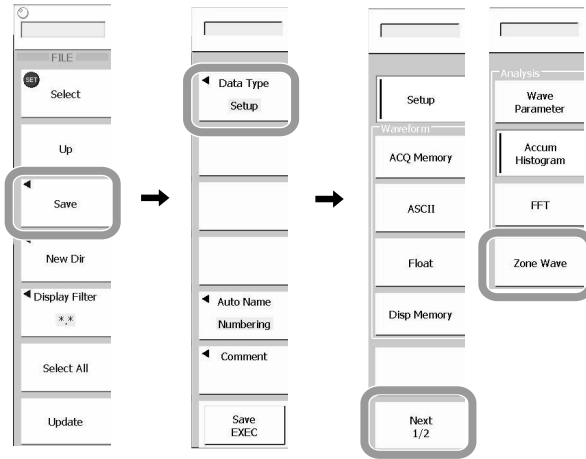 FILE
SET
Select
Up
Save
New Dir
Display Filter
*.*
Select All
Update
Data Type
Setup
Auto Name
Numbering
Comment
Save
EXEC
Setup
Waveform
ACQ Memory
ASCII
Float
Disp Memory
Next
1/2
Analysis
Wave
Parameter
Accum
Histogram
FFT
Zone Wave